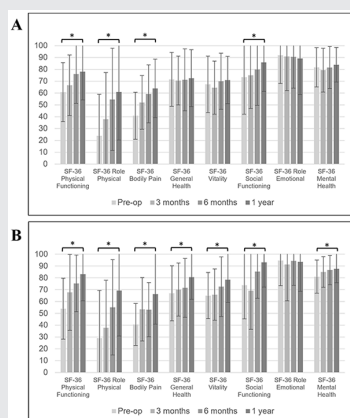 A
* * * *
100
90
80
70
60
50
40
30
20
10
0
SF-36 Physical Functioning
SF-36 Role Physical
SF-36 Bodily Pain
SF-36 General Health
SF-36 Vitality
SF-36 Social Functioning
SF-36 Role Emotional
SF-36 Mental Health
Pre-op 3 months 6 months 1 year
B
* * * * * * *
100
90
80
70
60
50
40
30
20
10
0
SF-36 Physical Functioning
SF-36 Role Physical
SF-36 Bodily Pain
SF-36 General Health
SF-36 Vitality
SF-36 Social Functioning
SF-36 Role Emotional
SF-36 Mental Health
Pre-op 3 months 6 months 1 year